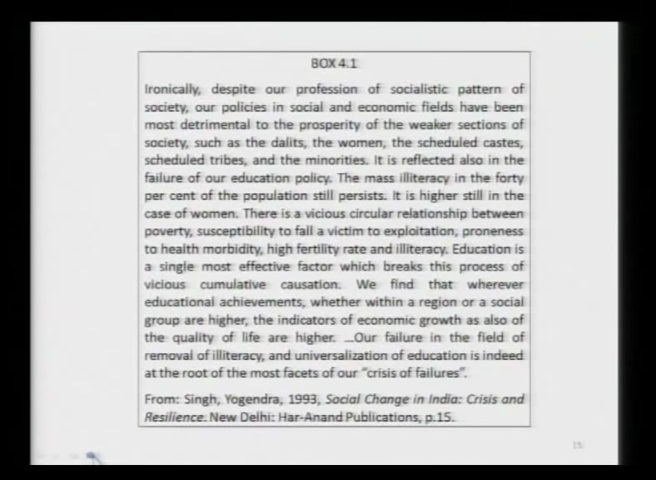 BOX 4.1
Ironically, despite our profession of socialistic pattern of
society, our policies in social and economic fields have been
most detrimental to the prosperity of the weaker sections of
society, such as the dalits, the women, the scheduled castes,
scheduled tribes, and the minorities. It is reflected also in the
failure of our education policy. The mass illiteracy in the forty
per cent of the population still persists. It is higher still in the
case of women. There is a vicious circular relationship between
poverty, susceptibility to fall a victim to exploitation, proneness
to health morbidity, high fertility rate and illiteracy. Education is
a single most effective factor which breaks this process of
vicious cumulative causation. We find that wherever
educational achievements, whether within a region or a social
group are higher, the indicators of economic growth as also of
the quality of life are higher. ...Our failure in the field of
removal of illiteracy, and universalization of education is indeed
at the root of the most facets of our "crisis of failures".
From: Singh, Yogendra, 1993, Social Change in India: Crisis and
Resilience. New Delhi: Har-Anand Publications, p.15.